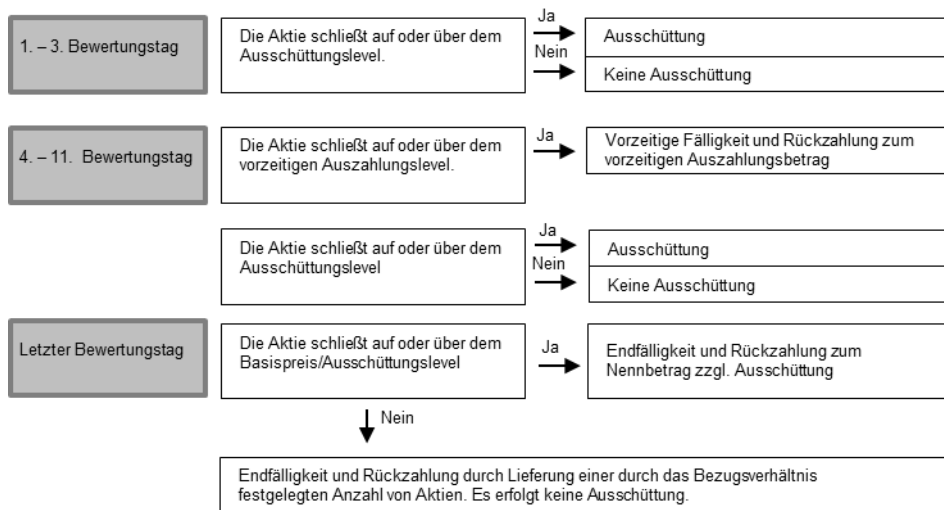 1. – 3. Bewertungstag
Die Aktie schließt auf oder über dem
Ausschüttungslevel.
Ja
Nein
Ausschüttung
Keine Ausschüttung
4. – 11. Bewertungstag
Die Aktie schließt auf oder über dem
vorzeitigen Auszahlungslevel.
Ja
Vorzeitige Fälligkeit und Rückzahlung zum
vorzeitigen Auszahlungsbetrag
Die Aktie schließt auf oder über dem
Ausschüttungslevel
Ja
Nein
Ausschüttung
Keine Ausschüttung
Letzter Bewertungstag
Die Aktie schließt auf oder über dem
Basispreis/Ausschüttungslevel
Ja
Endfälligkeit und Rückzahlung zum
Nennbetrag zzgl. Ausschüttung
Nein
Endfälligkeit und Rückzahlung durch Lieferung einer durch das Bezugsverhältnis
festgelegten Anzahl von Aktien. Es erfolgt keine Ausschüttung.